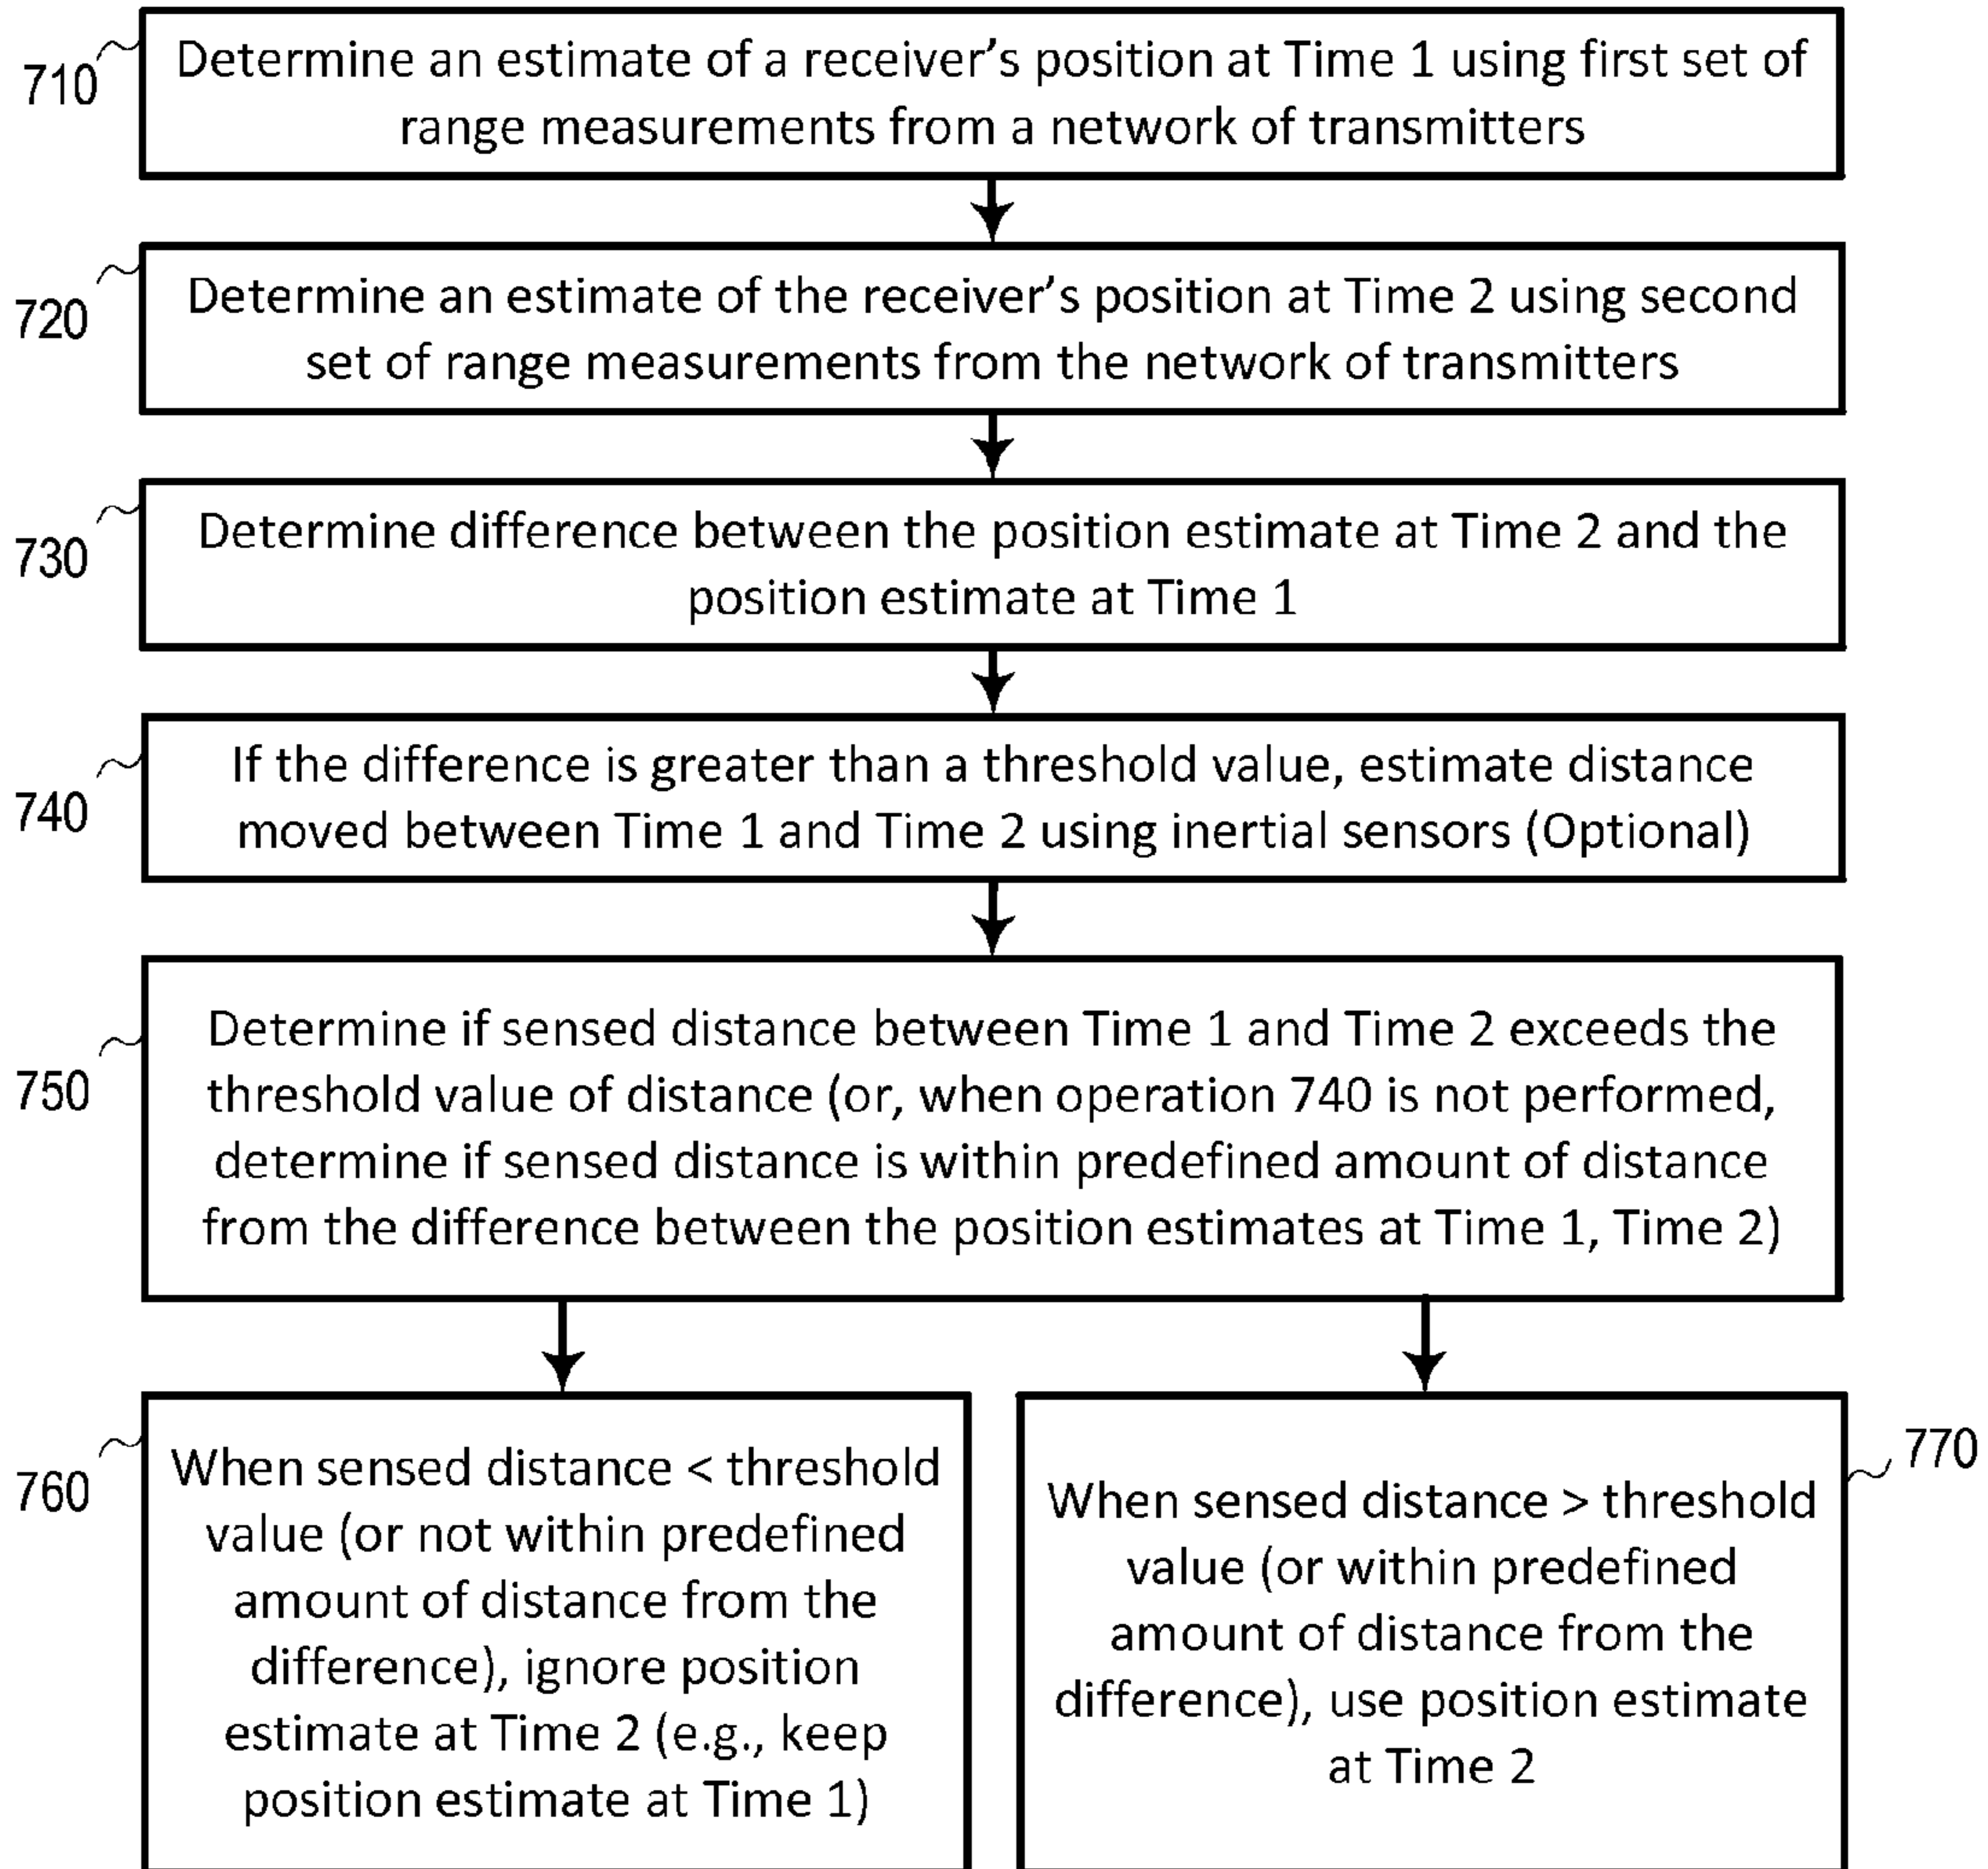 710
Determine an estimate of a receiver's position at Time 1 using first set of
range measurements from a network of transmitters
720
Determine an estimate of the receiver's position at Time 2 using second
set of range measurements from the network of transmitters
730
Determine difference between the position estimate at Time 2 and the
position estimate at Time 1
740
If the difference is greater than a threshold value, estimate distance
moved between Time 1 and Time 2 using inertial sensors (Optional)
750
Determine if sensed distance between Time 1 and Time 2 exceeds the
threshold value of distance (or, when operation 740 is not performed,
determine if sensed distance is within predefined amount of distance
from the difference between the position estimates at Time 1, Time 2)
760
When sensed distance < threshold
value (or not within predefined
amount of distance from the
difference), ignore position
estimate at Time 2 (e.g., keep
position estimate at Time 1)
770
When sensed distance > threshold
value (or within predefined
amount of distance from the
difference), use position estimate
at Time 2